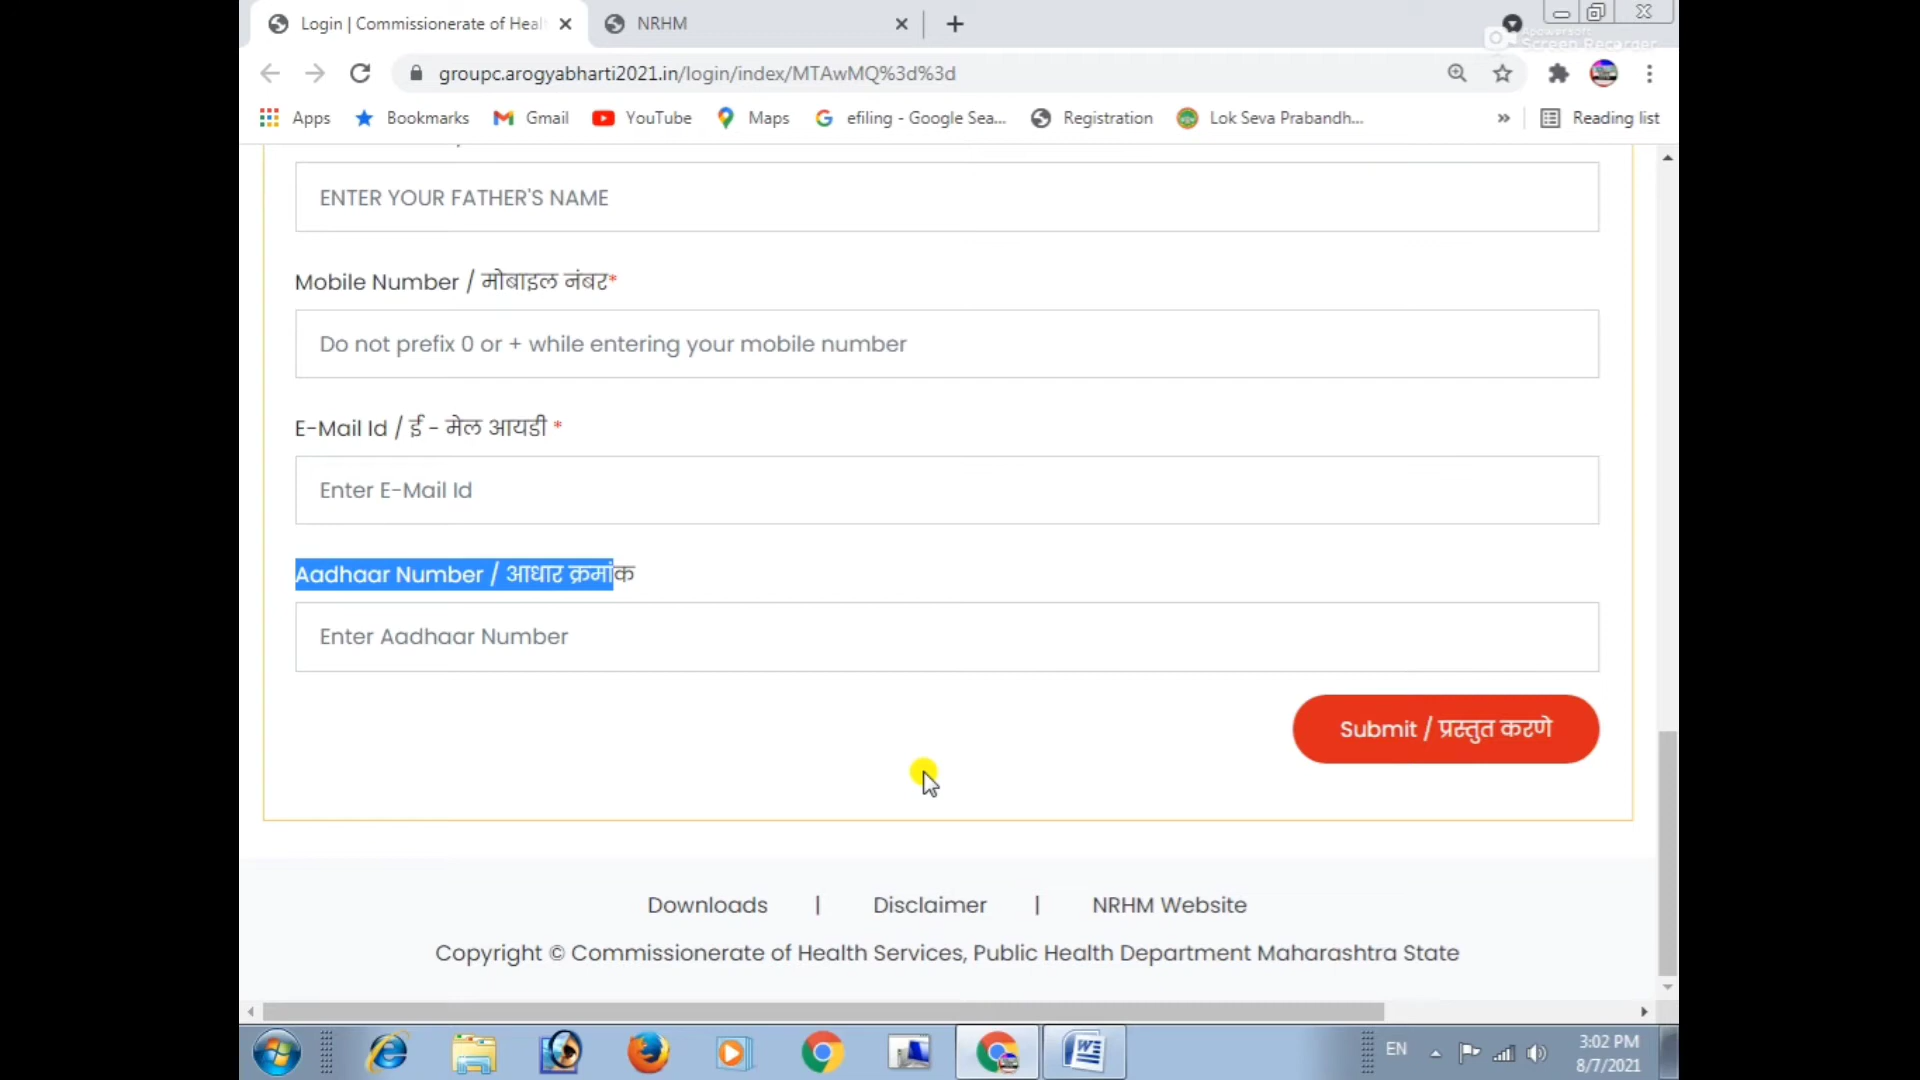 Login | Commissionerate of Heal
NRHM
Apowersoft
Screen Recorder
groupc.arogyabharti2021.in/login/index/MTAwMQ%3d%3d
Apps
Bookmarks
Gmail
YouTube
Maps
efiling - Google Sea...
Registration
Lok Seva Prabandh...
»
Reading list
ENTER YOUR FATHER'S NAME
Mobile Number / मोबाइल नंबर*
Do not prefix 0 or + while entering your mobile number
E-Mail Id / ई - मेल आयडी *
Enter E-Mail Id
Aadhaar Number / आधार क्रमांक
Enter Aadhaar Number
Submit / प्रस्तुत करणे
Downloads | Disclaimer | NRHM Website
Copyright © Commissionerate of Health Services, Public Health Department Maharashtra State
EN
3:02 PM
8/7/2021